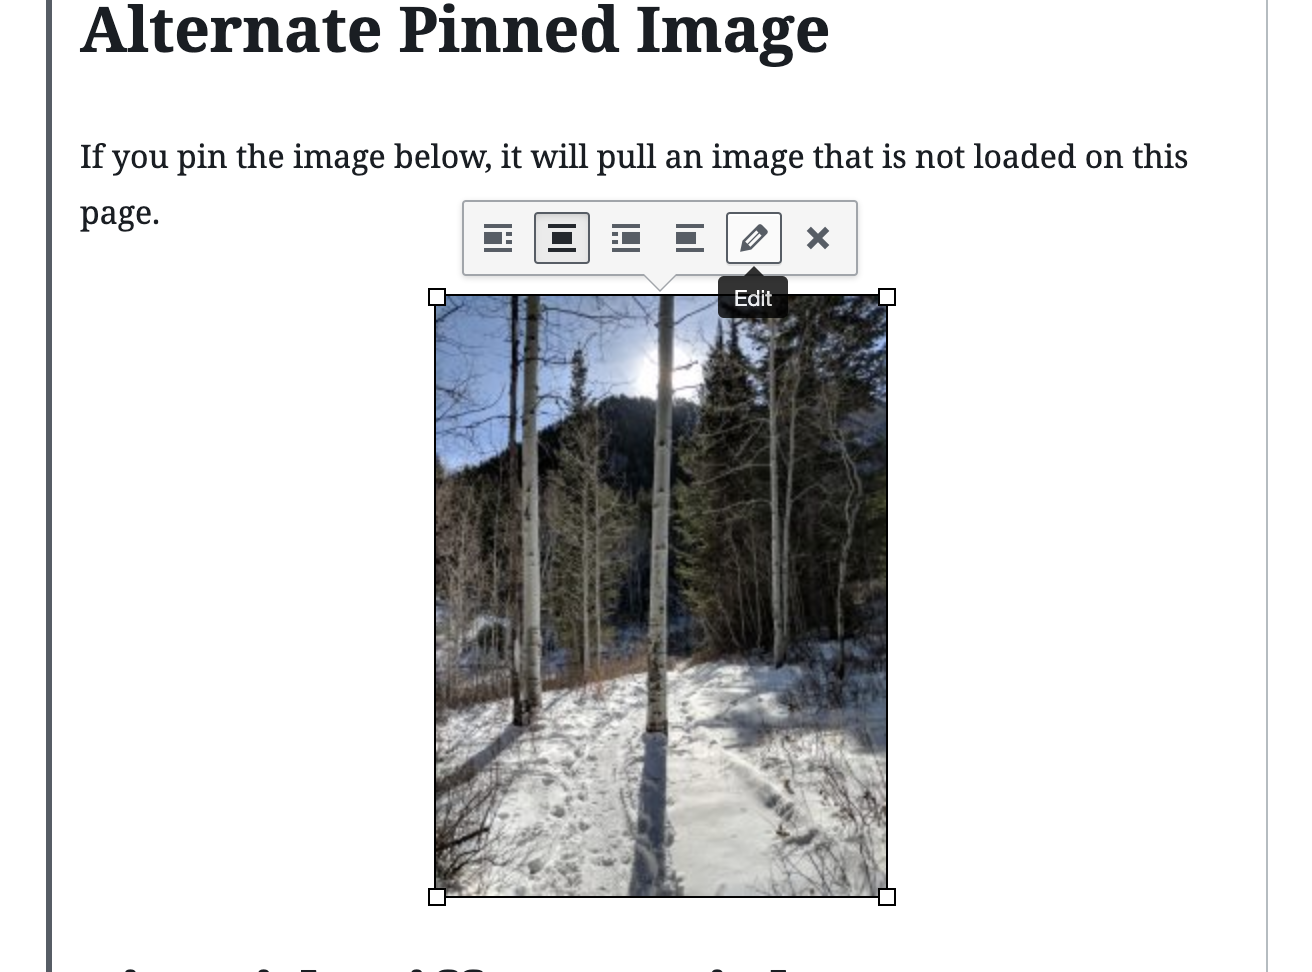 Alternate Pinned Image
If you pin the image below, it will pull an image that is not loaded on this
page.
Edit